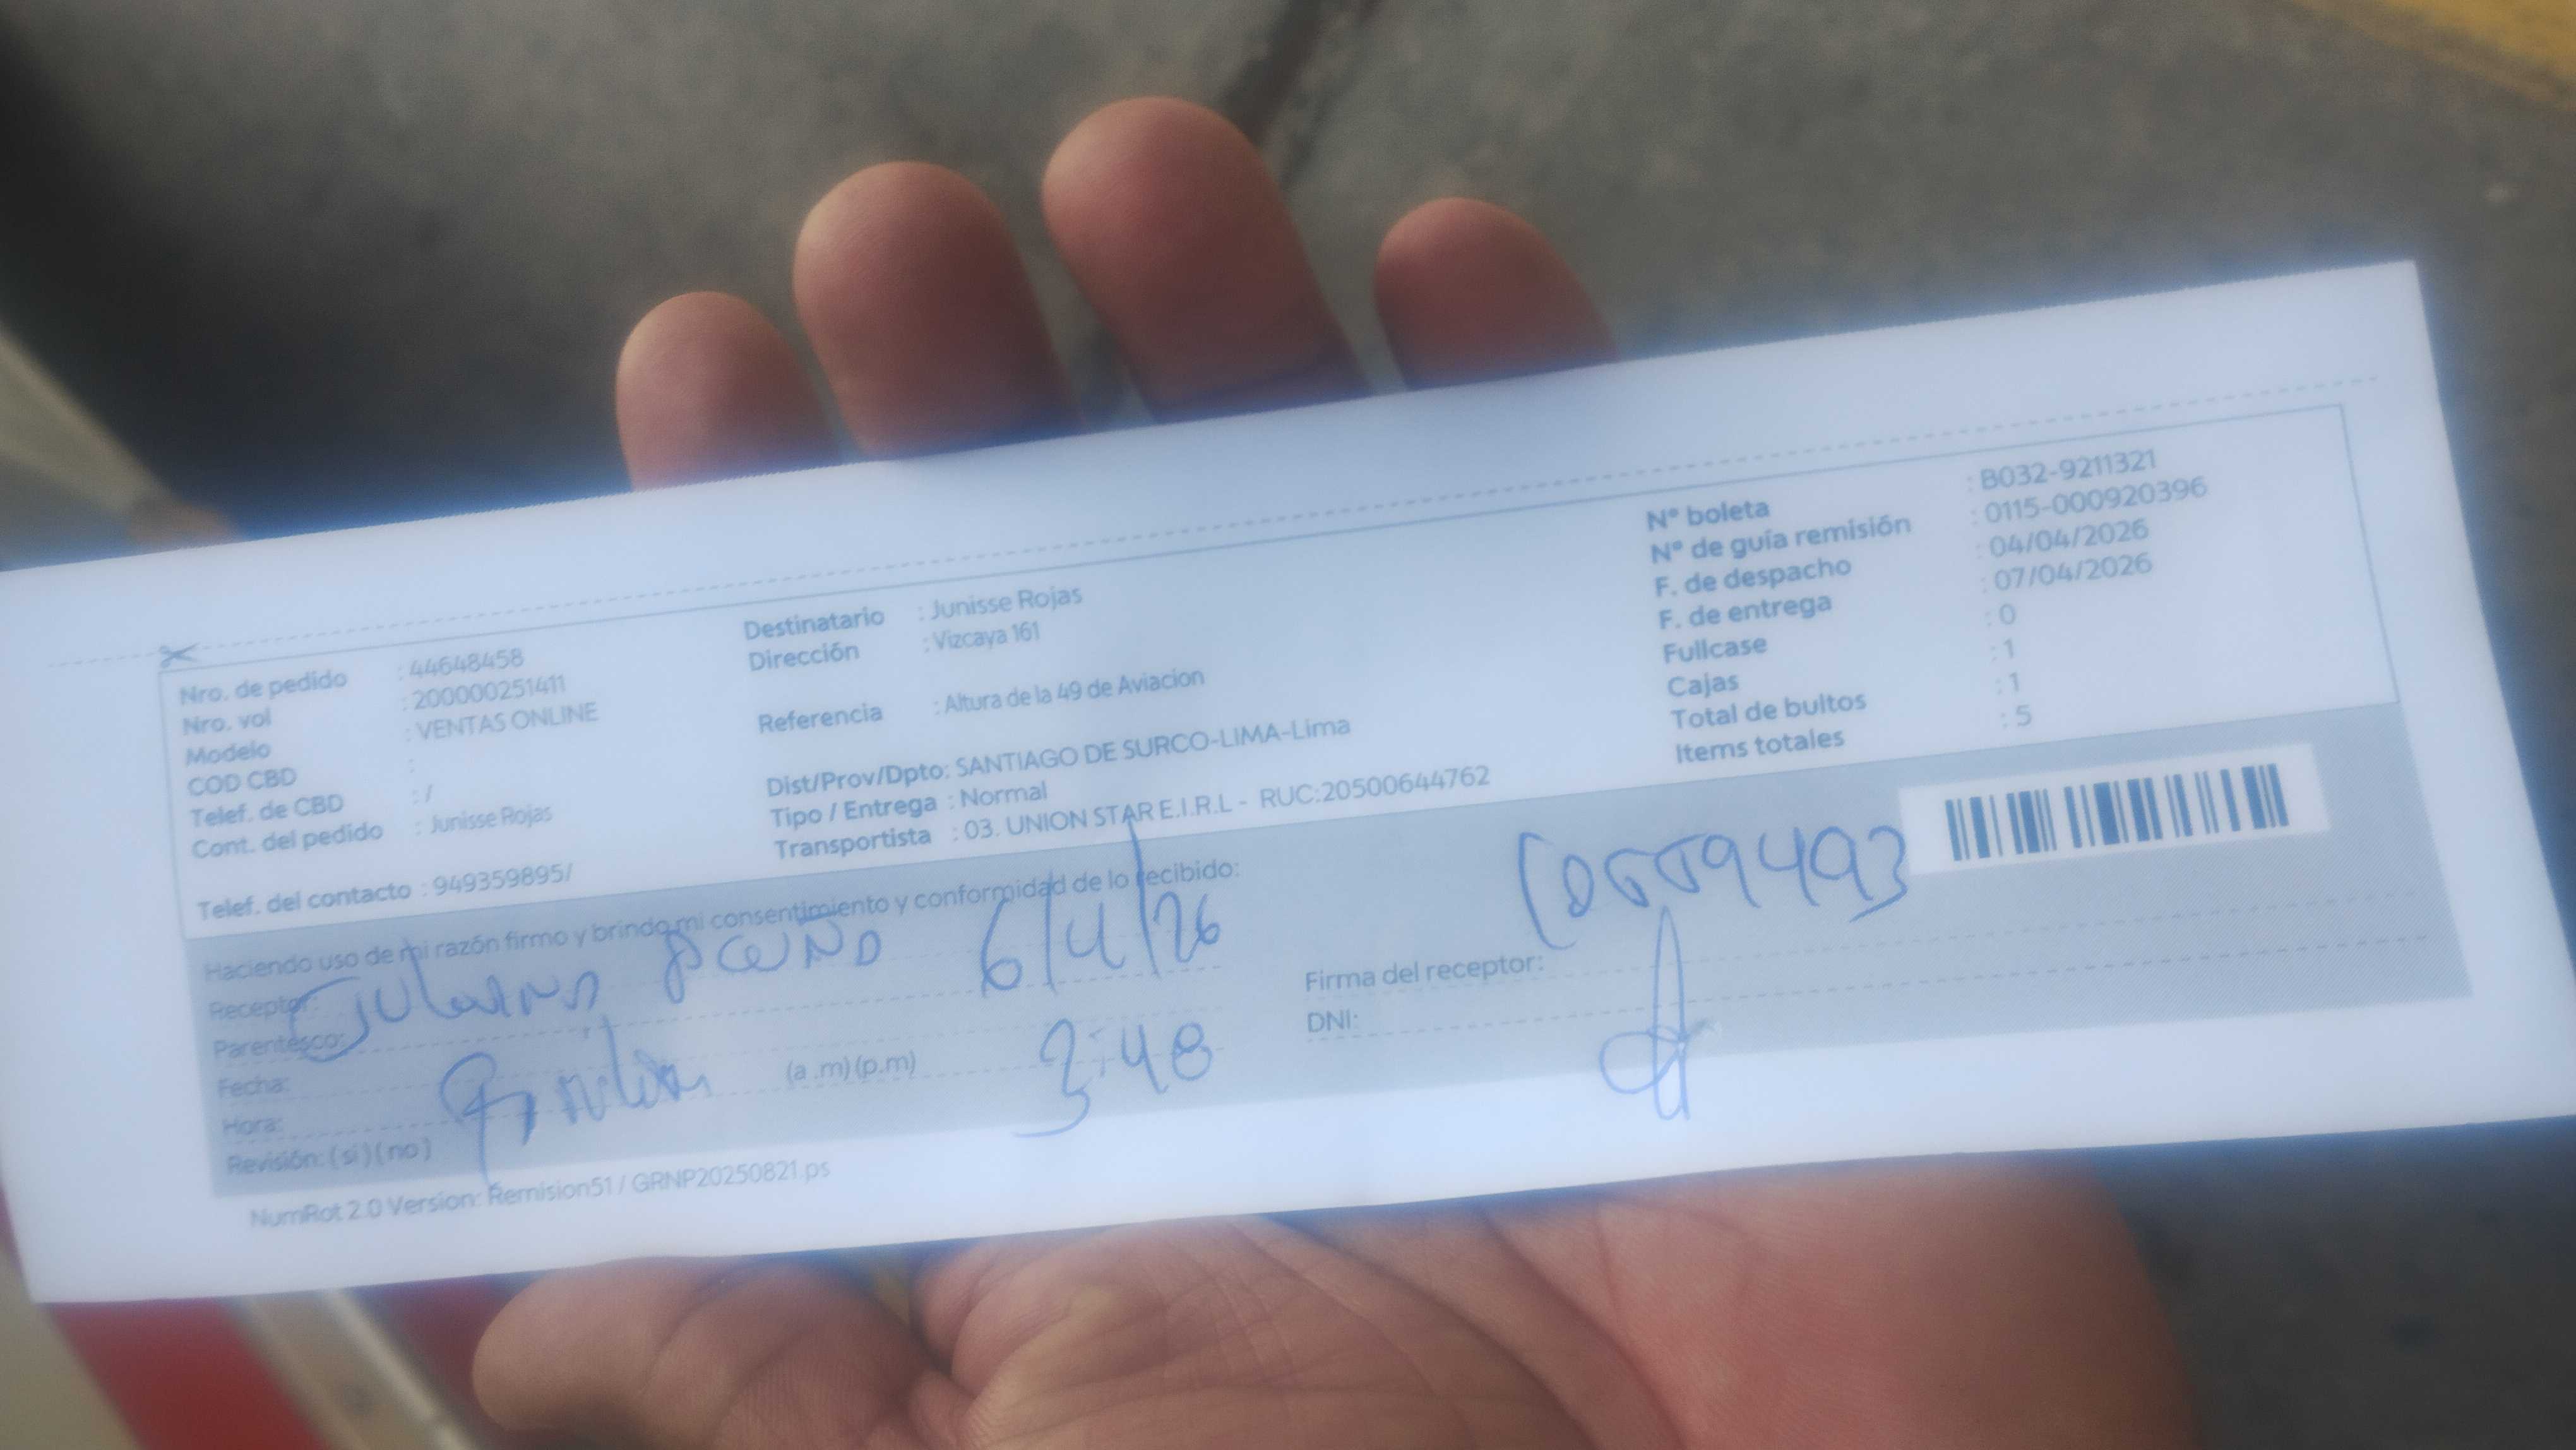 Nro. de pedido : 44648458
Nro. vol : 200000251411
Modelo : VENTAS ONLINE
COD CBD :
Telef. de CBD : /
Cont. del pedido : Junisse Rojas
Telef. del contacto : 949359895/
Destinatario : Junisse Rojas
Dirección : Vizcaya 161
Referencia : Altura de la 49 de Aviacion
Dist/Prov/Dpto: SANTIAGO DE SURCO-LIMA-Lima
Tipo / Entrega : Normal
Transportista : 03. UNION STAR E.I.R.L - RUC:20500644762
N° boleta : B032-9211321
N° de guía remisión : 0115-000920396
F. de despacho : 04/04/2026
F. de entrega : 07/04/2026
Fullcase : 0
Cajas : 1
Total de bultos : 1
Items totales : 5
Haciendo uso de mi razón firmo y brindo mi consentimiento y conformidad de lo recibido:
Receptor:
Parentesco:
6/4/26
Fecha:
Hora: (a .m) (p.m) 3:48
Revisión: (si) (no)
Firma del receptor:
DNI:
NumRot 2.0 Version: Remision51 / GRNP20250821.ps